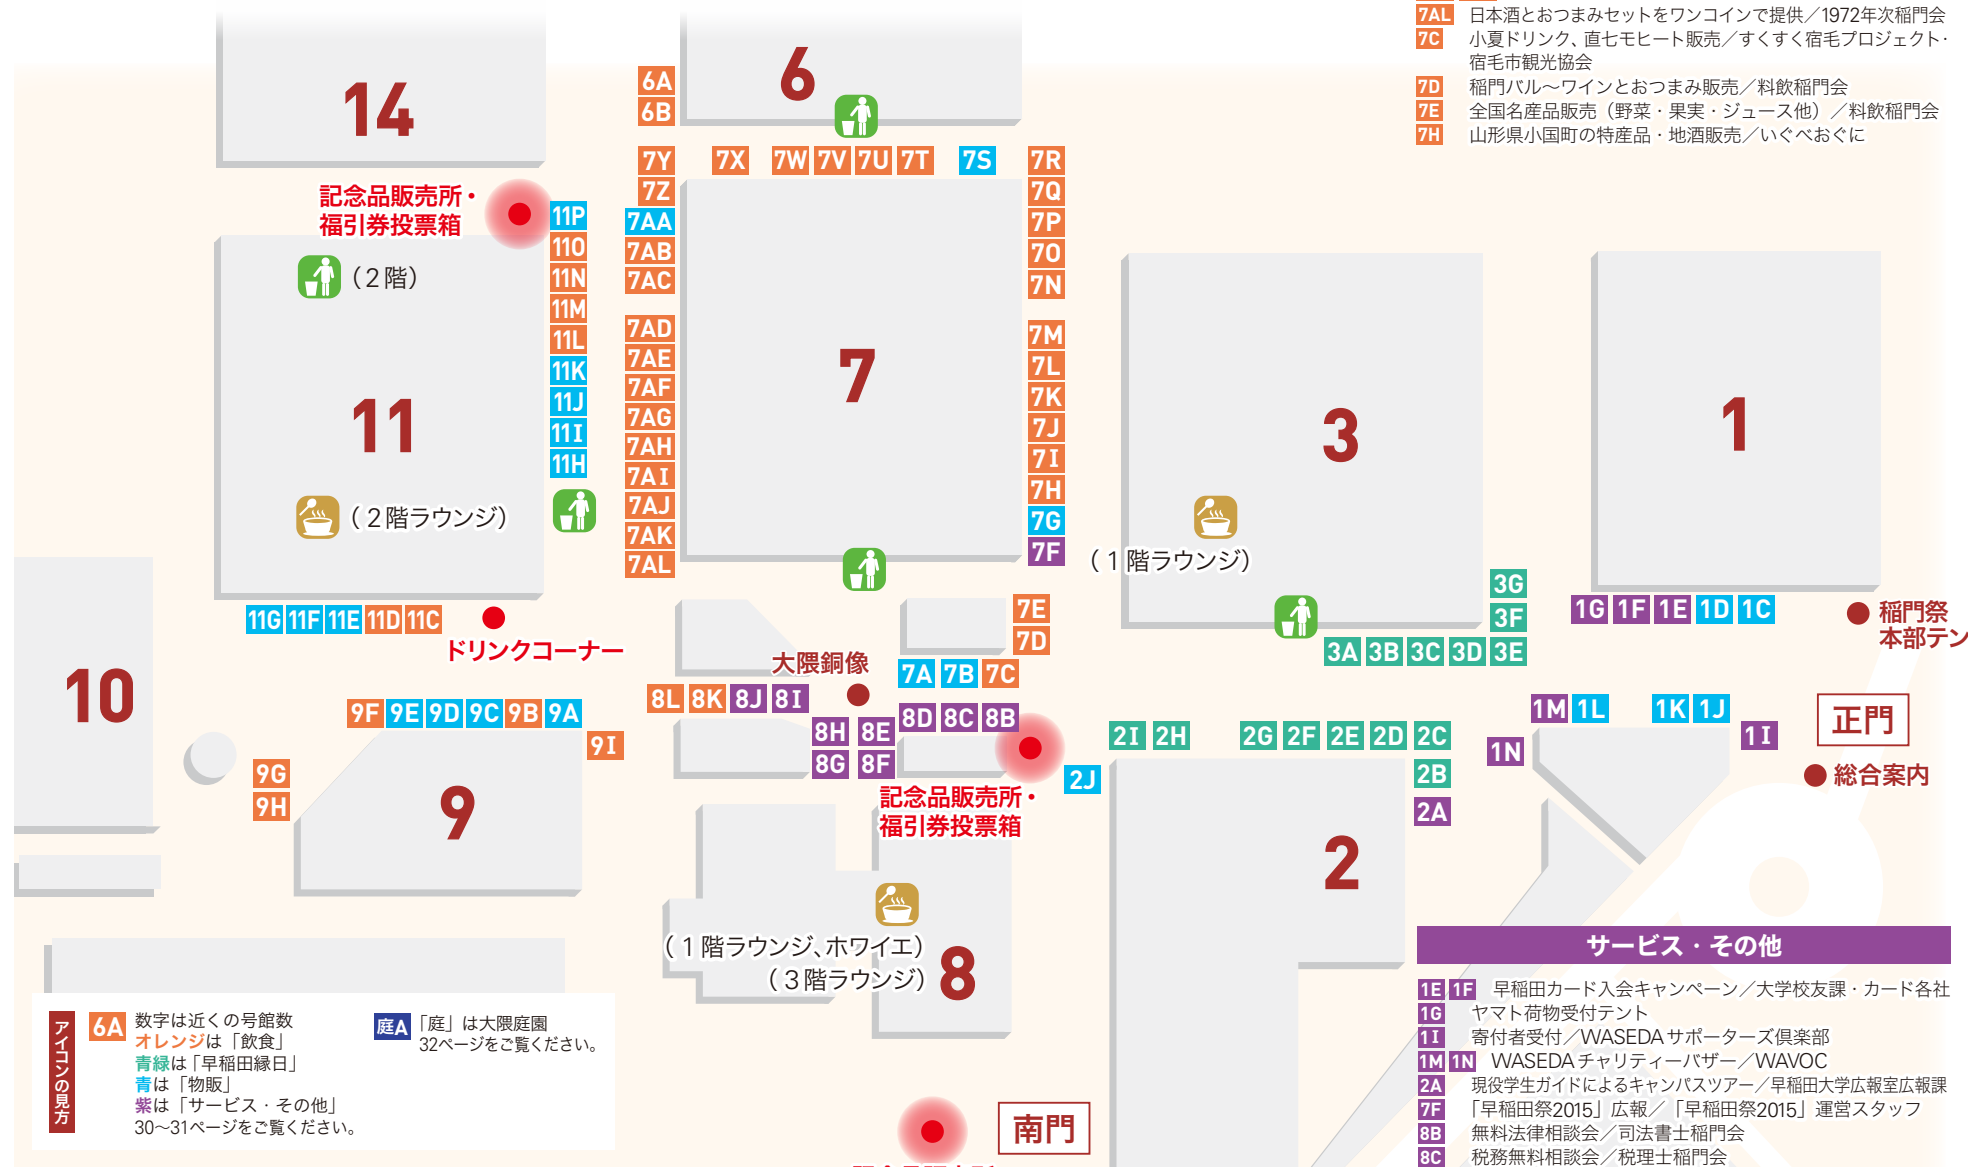 7AL 日本酒とおつまみセットをワンコインで提供／1972年次稲門会
7C 小夏ドリンク、直七モヒート販売／すくすく宿毛プロジェクト・
宿毛市観光協会
7D 稲門バル～ワインとおつまみ販売／料飲稲門会
7E 全国名産品販売（野菜・果実・ジュース他）／料飲稲門会
7H 山形県小国町の特産品・地酒販売／いぐべおぐに
14
6
6A
6B
7Y
7X
7W 7V 7U 7T
7S
7R
7Z
7Q
7AA
7P
7AB
7O
7AC
7N
7AD
7M
7AE
7L
7AF
7K
7AG
7J
7AH
7I
7AI
7H
7AJ
7G
7AK
7F
7AL
7
記念品販売所・
福引券投票箱
11P
11O
11N
11M
11L
11K
11J
11I
11H
（2階）
11
（2階ラウンジ）
11G 11F 11E 11D 11C
ドリンクコーナー
3
（1階ラウンジ）
3G
3F
3A 3B 3C 3D 3E
1
1G 1F 1E 1D 1C
稲門祭
本部テン
7E
7D
大隈銅像
7A 7B 7C
8L 8K 8J 8I
8H 8E
8D 8C 8B
8G 8F
記念品販売所・
福引券投票箱
10
9F 9E 9D 9C 9B 9A
9I
9G
9H
9
2I 2H
2G 2F 2E 2D 2C
2J
2B
2A
2
1M 1L
1K 1J
1N
1I
正門
総合案内
（1階ラウンジ、ホワイエ）
（3階ラウンジ）
8
南門
アイコンの見方
6A 数字は近くの号館数
オレンジは「飲食」
青緑は「早稲田縁日」
青は「物販」
紫は「サービス・その他」
30～31ページをご覧ください。
庭A 「庭」は大隈庭園
32ページをご覧ください。
サービス・その他
1E 1F 早稲田カード入会キャンペーン／大学校友課・カード各社
1G ヤマト荷物受付テント
1I 寄付者受付／WASEDAサポーターズ倶楽部
1M 1N WASEDAチャリティーバザー／WAVOC
2A 現役学生ガイドによるキャンパスツアー／早稲田大学広報室広報課
7F 「早稲田祭2015」広報／「早稲田祭2015」運営スタッフ
8B 無料法律相談会／司法書士稲門会
8C 税務無料相談会／税理士稲門会